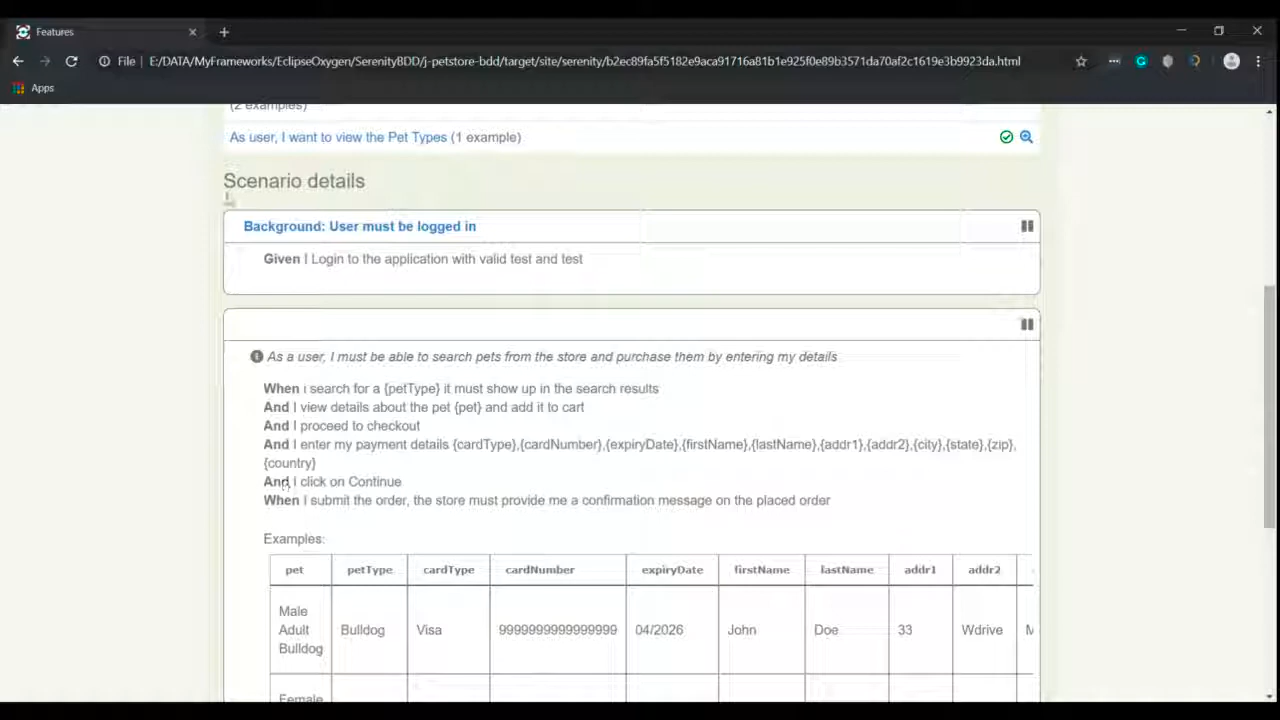 Features
File
E:/DATA/MyFrameworks/EclipseOxygen/SerenityBDD/j-petstore-bdd/target/site/serenity/b2ec89fa5f5182e9aca91716a81b1e925f0e89b3571da70af2c1619e3b9923da.html
Apps
(2 examples)
As user, I want to view the Pet Types (1 example)
Scenario details
Background: User must be logged in
Given I Login to the application with valid test and test
As a user, I must be able to search pets from the store and purchase them by entering my details
When i search for a {petType} it must show up in the search results
And I view details about the pet {pet} and add it to cart
And I proceed to checkout
And I enter my payment details {cardType},{cardNumber},{expiryDate},{firstName},{lastName},{addr1},{addr2},{city},{state},{zip},
{country}
And I click on Continue
When I submit the order, the store must provide me a confirmation message on the placed order
Examples:
pet petType cardType cardNumber expiryDate firstName lastName addr1 addr2
Male
Adult
Bulldog
Bulldog Visa 9999999999999999 04/2026 John Doe 33 Wdrive
Female